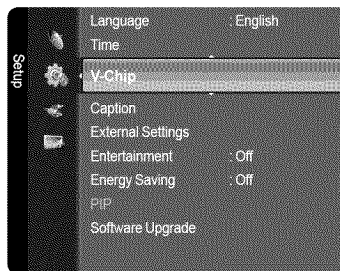 Setup
Language : English
Time
V-Chip
Caption
External Settings
Entertainment : Off
Energy Saving : Off
PIP
Software Upgrade